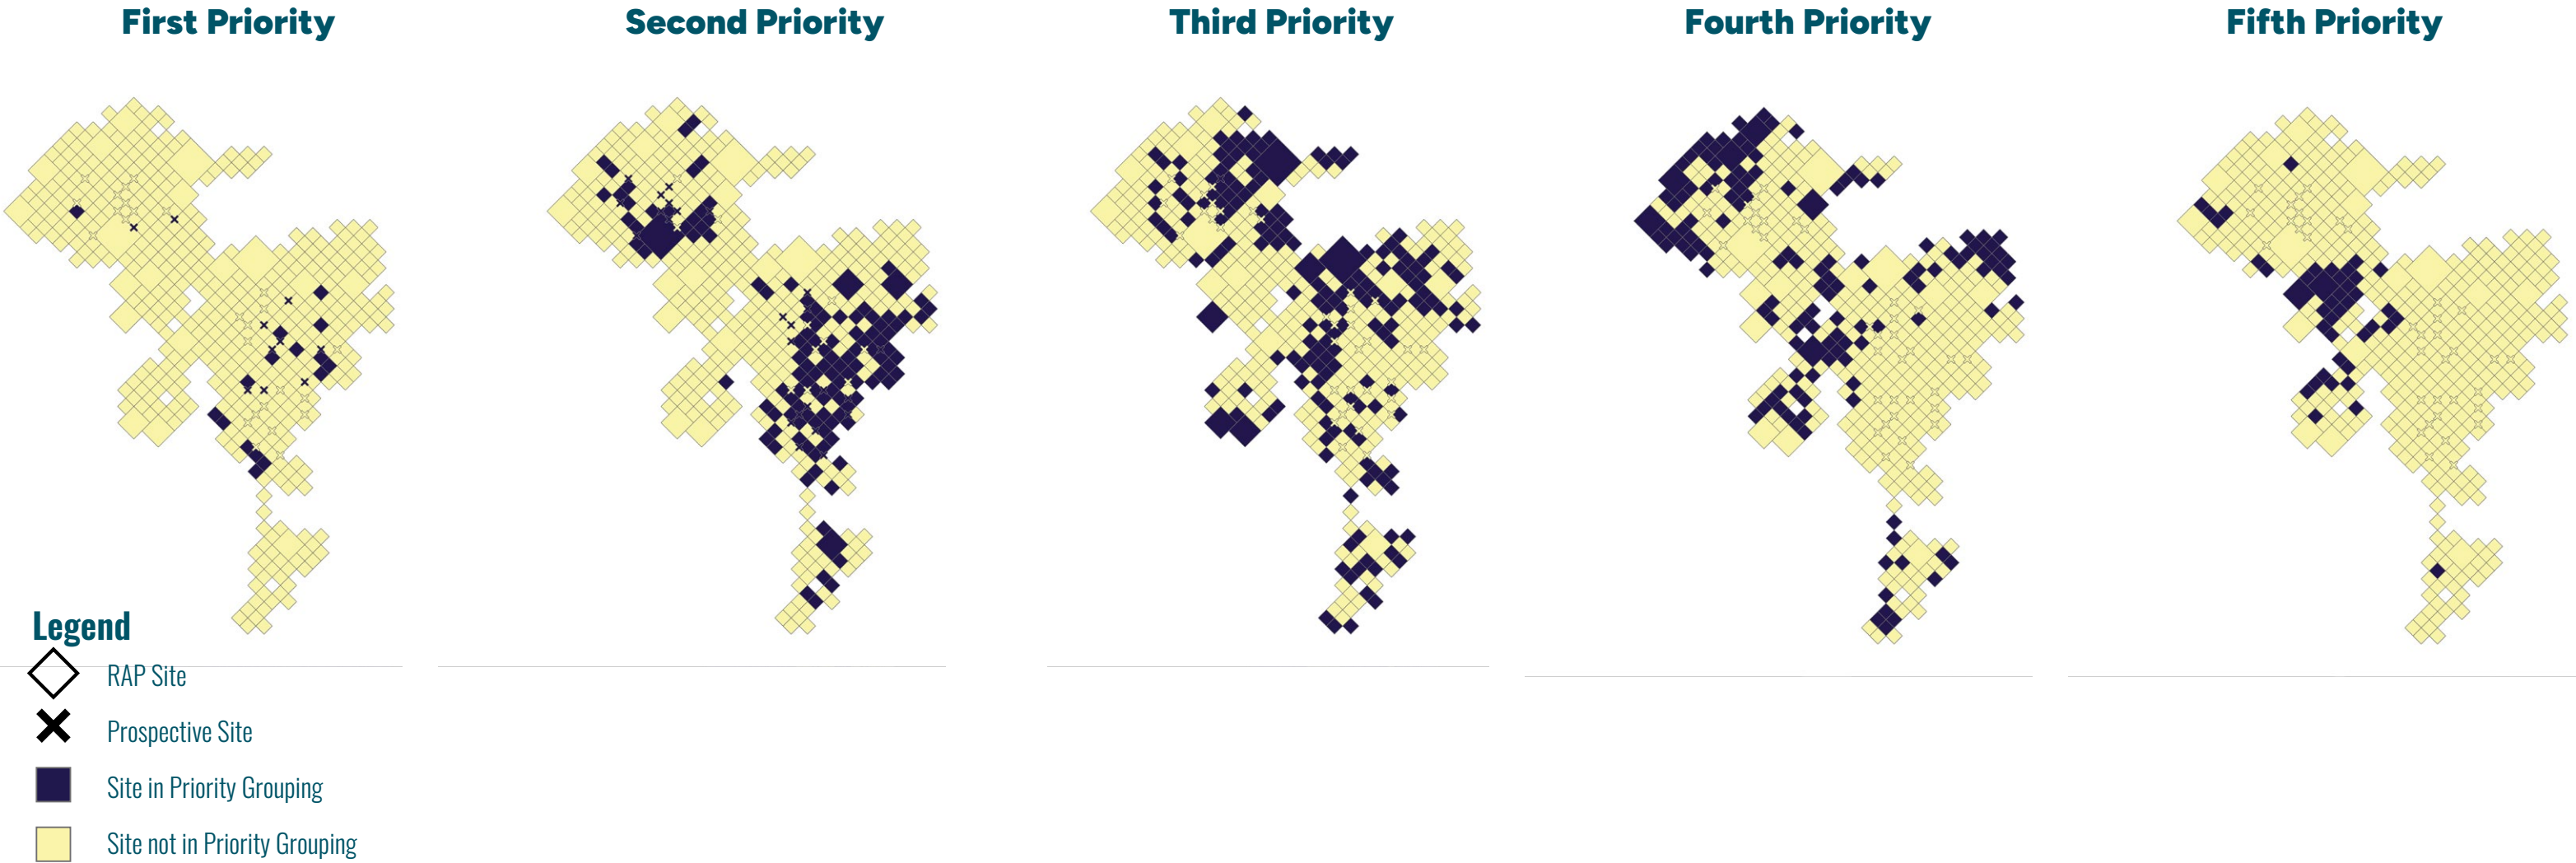 First Priority
Second Priority
Third Priority
Fourth Priority
Fifth Priority
Legend
RAP Site
Prospective Site
Site in Priority Grouping
Site not in Priority Grouping